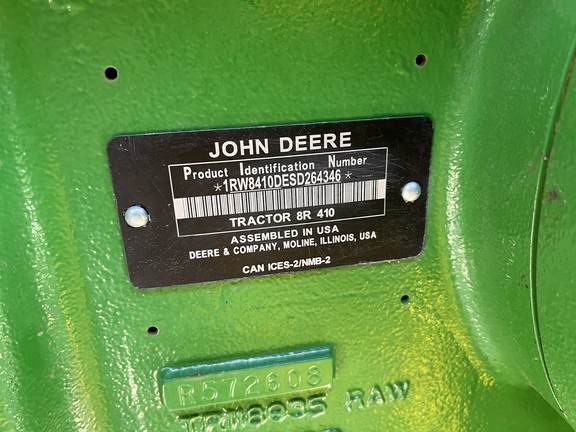 JOHN DEERE
Product Identification Number
*1RW8410DESD264346*
TRACTOR 8R 410
ASSEMBLED IN USA
DEERE & COMPANY, MOLINE, ILLINOIS, USA
CAN ICES-2/NMB-2
R572608
RAW